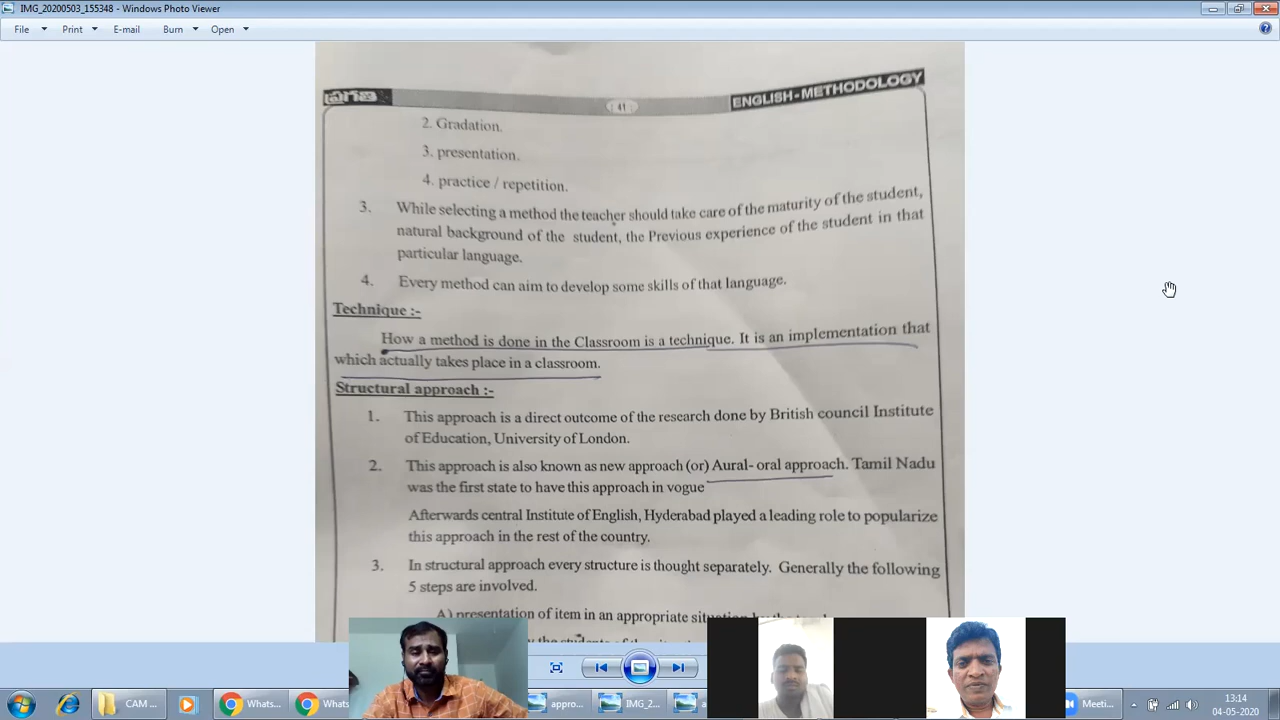 IMG_20200503_155348 - Windows Photo Viewer
File Print E-mail Burn Open
ప్రగతి 41 ENGLISH-METHODOLOGY
2. Gradation.
3. presentation.
4. practice / repetition.
3. While selecting a method the teacher should take care of the maturity of the student,
natural background of the student, the Previous experience of the student in that
particular language.
4. Every method can aim to develop some skills of that language.
Technique :-
How a method is done in the Classroom is a technique. It is an implementation that
which actually takes place in a classroom.
Structural approach :-
1. This approach is a direct outcome of the research done by British council Institute
of Education, University of London.
2. This approach is also known as new approach (or) Aural- oral approach. Tamil Nadu
was the first state to have this approach in vogue
Afterwards central Institute of English, Hyderabad played a leading role to popularize
this approach in the rest of the country.
3. In structural approach every structure is thought separately. Generally the following
5 steps are involved.
A) presentation of item in an appropriate
CAM ... Whats... Whats appro... IMG_2... Meeti...
13:14
04-05-2020